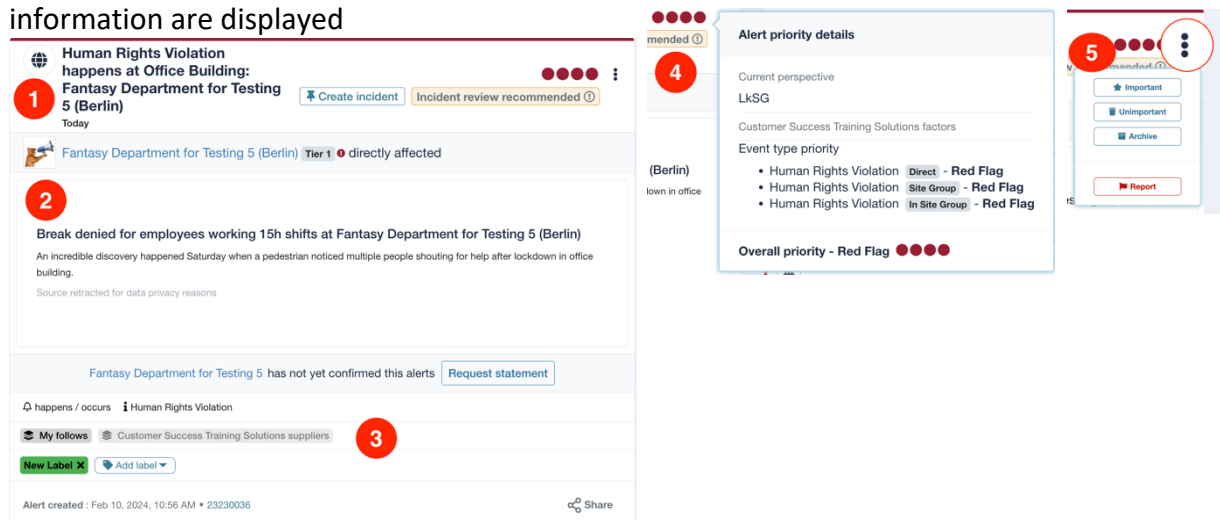 information are displayed
Human Rights Violation
happens at Office Building:
Fantasy Department for Testing
5 (Berlin)
Today
1
Create incident
Incident review recommended
Fantasy Department for Testing 5 (Berlin) Tier 1 directly affected
2
Break denied for employees working 15h shifts at Fantasy Department for Testing 5 (Berlin)
An incredible discovery happened Saturday when a pedestrian noticed multiple people shouting for help after lockdown in office
building.
Source retracted for data privacy reasons
Fantasy Department for Testing 5 has not yet confirmed this alerts Request statement
happens / occurs Human Rights Violation
My follows Customer Success Training Solutions suppliers
3
New Label X Add label
Alert created : Feb 10, 2024, 10:56 AM • 23230036
Share
mended
4
(Berlin)
down in office
Alert priority details
Current perspective
LkSG
Customer Success Training Solutions factors
Event type priority
• Human Rights Violation Direct - Red Flag
• Human Rights Violation Site Group - Red Flag
• Human Rights Violation In Site Group - Red Flag
Overall priority - Red Flag
5
Important
Unimportant
Archive
Report